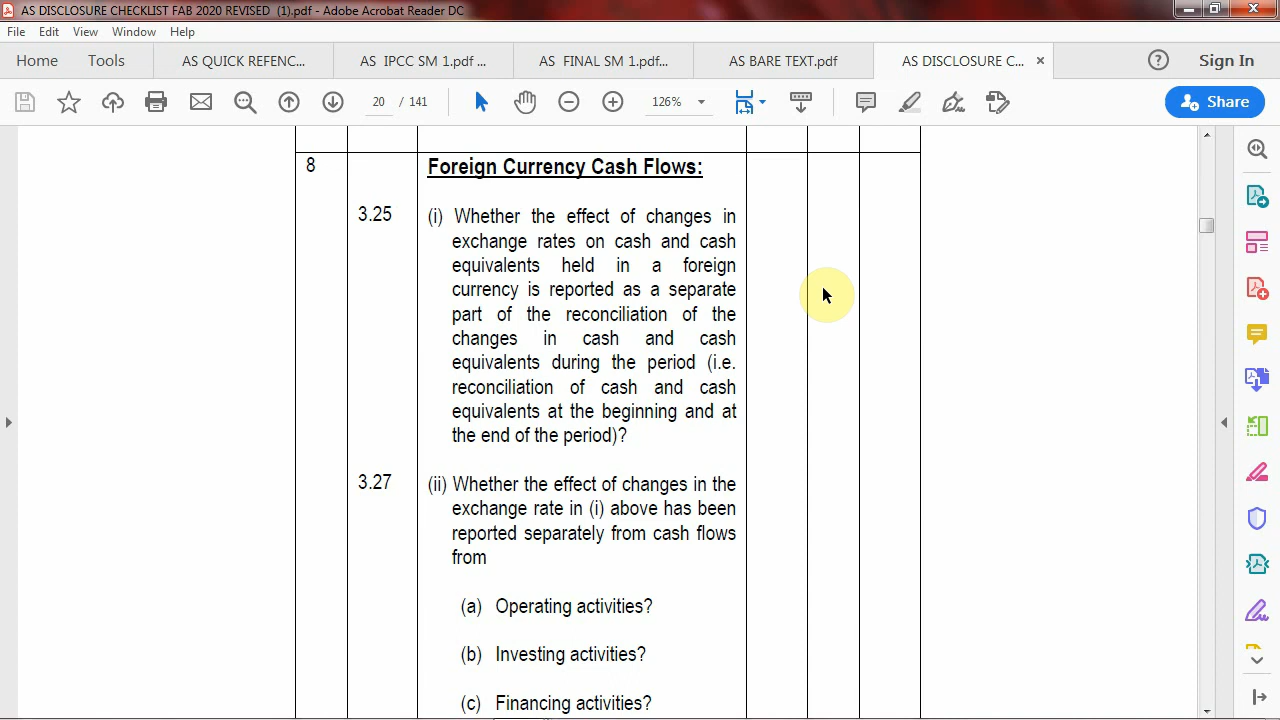 AS DISCLOSURE CHECKLIST FAB 2020 REVISED (1).pdf - Adobe Acrobat Reader DC
File Edit View Window Help
Home Tools AS QUICK REFENC... AS IPCC SM 1.pdf ... AS FINAL SM 1.pdf... AS BARE TEXT.pdf AS DISCLOSURE C... Sign In
20 / 141 126% Share
8 Foreign Currency Cash Flows:
3.25 (i) Whether the effect of changes in
exchange rates on cash and cash
equivalents held in a foreign
currency is reported as a separate
part of the reconciliation of the
changes in cash and cash
equivalents during the period (i.e.
reconciliation of cash and cash
equivalents at the beginning and at
the end of the period)?
3.27 (ii) Whether the effect of changes in the
exchange rate in (i) above has been
reported separately from cash flows
from
(a) Operating activities?
(b) Investing activities?
(c) Financing activities?